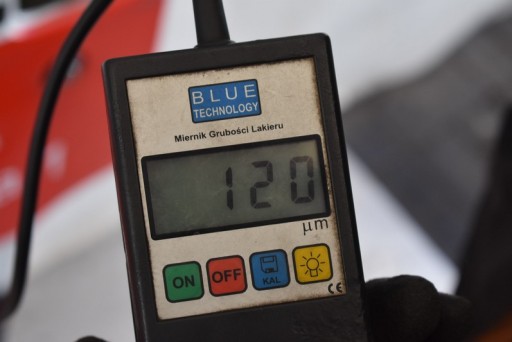 BLUE
TECHNOLOGY
Miernik Grubości Lakieru
120
μm
ON OFF KAL
CE